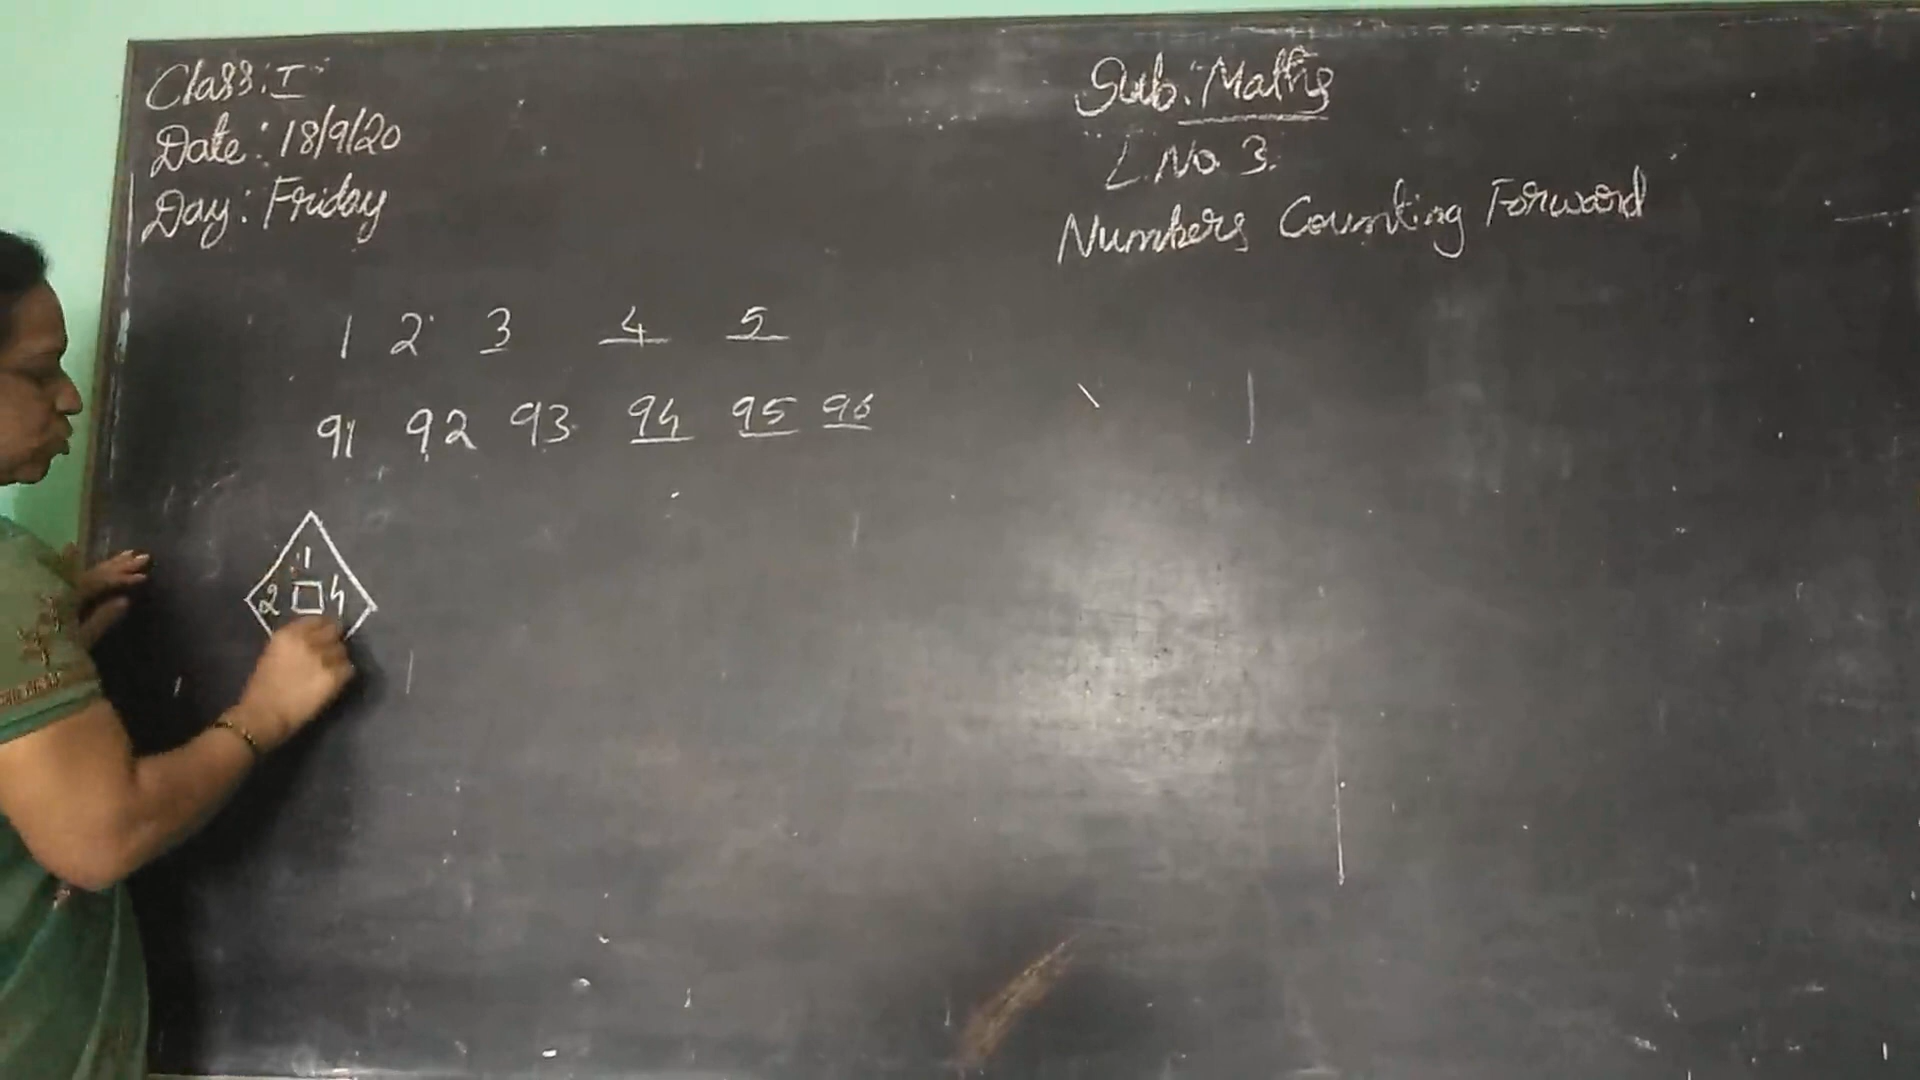 Class: I
Date: 18/9/20
Day: Friday
Sub: Maths
L. No 3.
Numbers Counting Forward
1 2 3 4 5
91 92 93 94 95 96
1
2 4